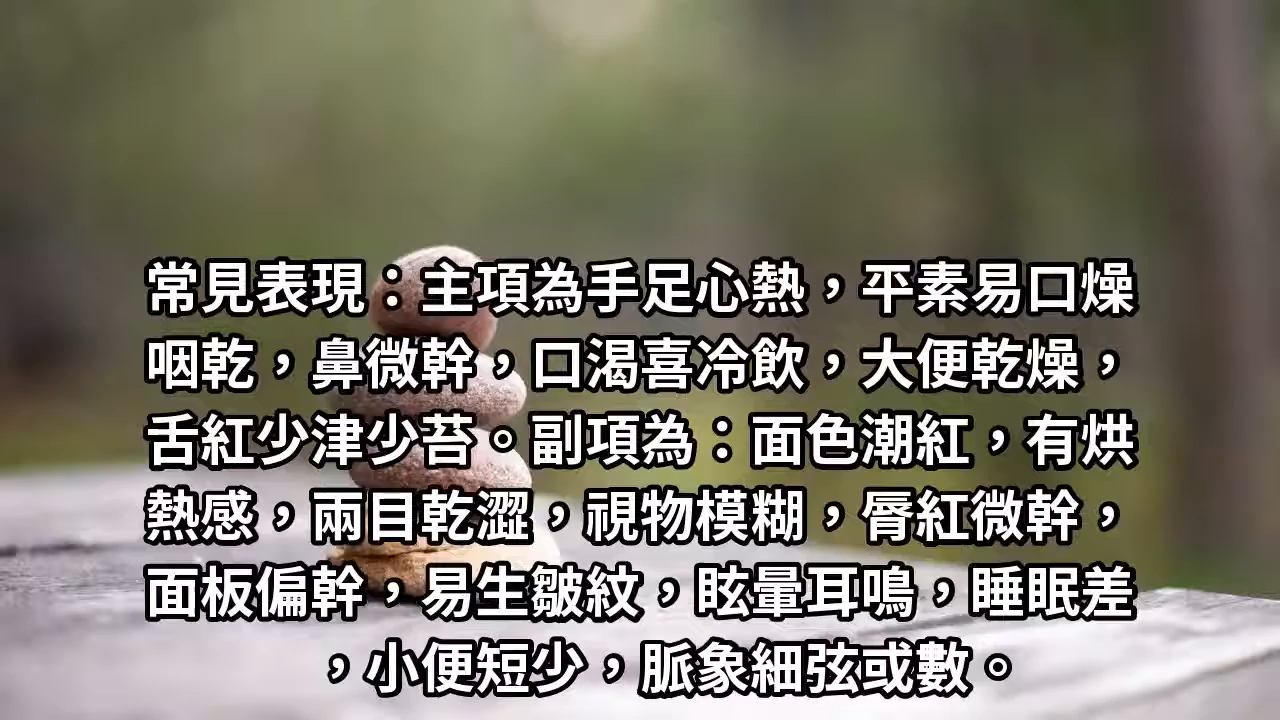 常見表現：主項為手足心熱，平素易口燥
咽乾，鼻微幹，口渴喜冷飲，大便乾燥，
舌紅少津少苔。副項為：面色潮紅，有烘
熱感，兩目乾澀，視物模糊，脣紅微幹，
面板偏幹，易生皺紋，眩暈耳鳴，睡眠差
，小便短少，脈象細弦或數。